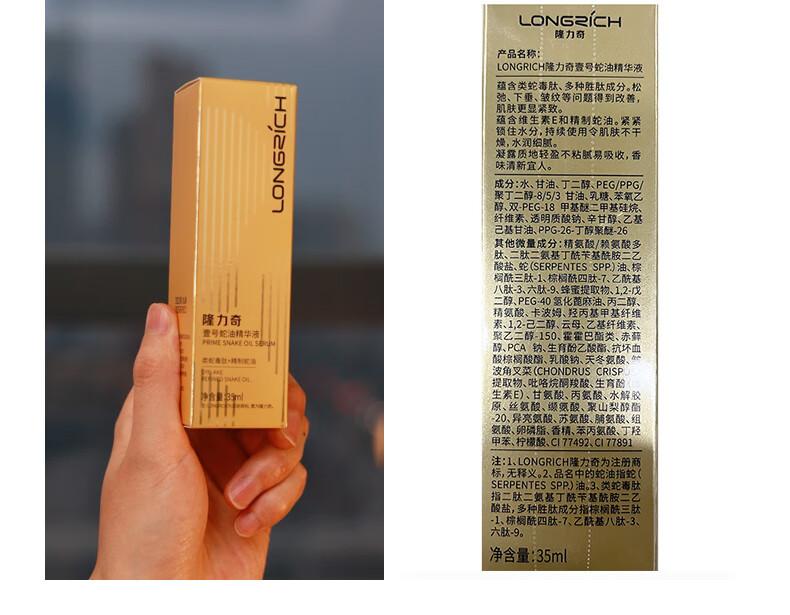 LONGRICH
隆力奇
壹号蛇油精华液
PRIME SNAKE OIL SERUM
类蛇毒肽+精制蛇油
REFINED SNAKE OIL
净含量:35ml
LONGRICH
隆力奇
产品名称:
LONGRICH隆力奇壹号蛇油精华液
蕴含类蛇毒肽、多种胜肽成分。松
弛、下垂、皱纹等问题得到改善,
肌肤更显紧致。
蕴含维生素E和精制蛇油。紧紧
锁住水分,持续使用令肌肤不干
燥,水润细腻。
凝露质地轻盈不粘腻易吸收,香
味清新宜人。
成分:水、甘油、丁二醇、PEG/PPG/
聚丁二醇-8/5/3 甘油、乳糖、苯氧乙
醇、双-PEG-18 甲基醚二甲基硅烷、
纤维素、透明质酸钠、辛甘醇、乙基
己基甘油、PPG-26-丁醇聚醚-26
其他微量成分:精氨酸/赖氨酸多
肽、二肽二氨基丁酰苄基酰胺二乙
酸盐、蛇(SERPENTES SPP.)油、棕
榈酰三肽-1、棕榈酰四肽-7、乙酰基
八肽-3、六肽-9、蜂蜜提取物、1,2-戊
二醇、PEG-40 氢化蓖麻油、丙二醇、
精氨酸、卡波姆、羟丙基甲基纤维
素、1,2-己二醇、云母、乙基纤维素、
聚乙二醇-150、霍霍巴酯类、赤藓
醇、PCA 钠、生育酚乙酸酯、抗坏血
酸棕榈酸酯、乳酸钠、天冬氨酸、皱
波角叉菜(CHONDRUS CRISPUS)
提取物、吡咯烷酮羧酸、生育酚(维
生素E)、甘氨酸、丙氨酸、水解胶
原、丝氨酸、缬氨酸、聚山梨醇酯
-20、异亮氨酸、苏氨酸、脯氨酸、组
氨酸、卵磷脂、香精、苯丙氨酸、丁羟
甲苯、柠檬酸、CI 77492、CI 77891
注:1、LONGRICH隆力奇为注册商
标,无释义。2、品名中的蛇油指蛇(
SERPENTES SPP.)油。3、类蛇毒肽
指二肽二氨基丁酰苄基酰胺二乙
酸盐,多种胜肽成分指棕榈酰三肽
-1、棕榈酰四肽-7、乙酰基八肽-3、
六肽-9。
净含量:35ml